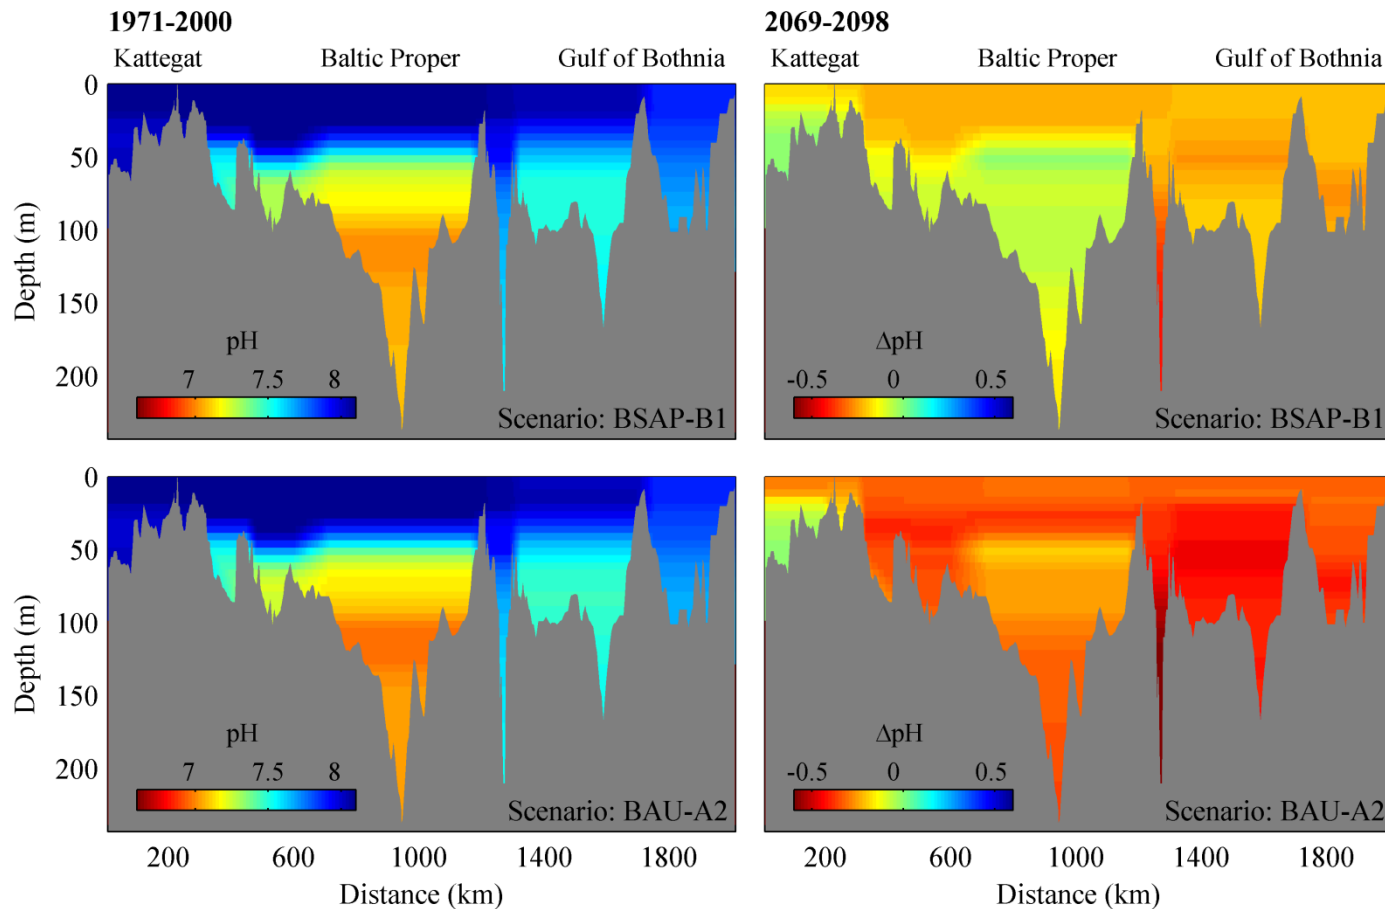 1971-2000
2069-2098
Kattegat Baltic Proper Gulf of Bothnia
Kattegat Baltic Proper Gulf of Bothnia
0
50
100
150
200
Depth (m)
pH
7 7.5 8
Scenario: BSAP-B1
ΔpH
-0.5 0 0.5
Scenario: BSAP-B1
0
50
100
150
200
Depth (m)
pH
7 7.5 8
Scenario: BAU-A2
ΔpH
-0.5 0 0.5
Scenario: BAU-A2
200 600 1000 1400 1800
Distance (km)
200 600 1000 1400 1800
Distance (km)